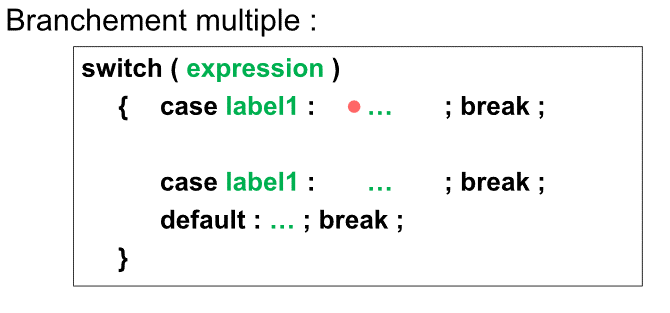 Branchement multiple :
switch ( expression )
{ case label1 : … ; break ;
case label1 : … ; break ;
default : … ; break ;
}